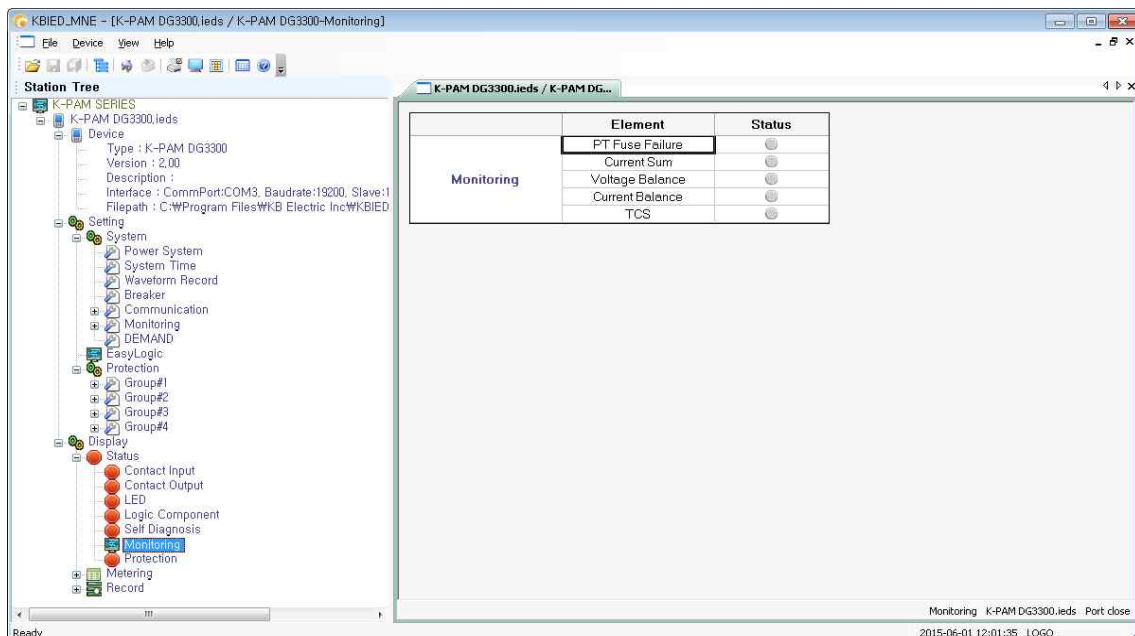 KBIED_MNE - [K-PAM DG3300,ieds / K-PAM DG3300-Monitoring]
File Device View Help
Station Tree
K-PAM SERIES
K-PAM DG3300,ieds
Device
Type : K-PAM DG3300
Version : 2,00
Description :
Interface : CommPort:COM3, Baudrate:19200, Slave:1
Filepath : C:₩Program Files₩KB Electric Inc₩KBIED
Setting
System
Power System
System Time
Waveform Record
Breaker
Communication
Monitoring
DEMAND
EasyLogic
Protection
Group#1
Group#2
Group#3
Group#4
Display
Status
Contact Input
Contact Output
LED
Logic Component
Self Diagnosis
Monitoring
Protection
Metering
Record
K-PAM DG3300.ieds / K-PAM DG...
Element Status
Monitoring
PT Fuse Failure
Current Sum
Voltage Balance
Current Balance
TCS
Monitoring K-PAM DG3300.ieds Port close
Ready 2015-06-01 12:01:35 LOGO